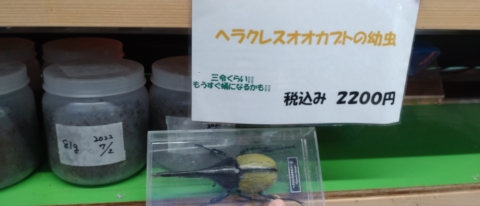 ヘラクレスオオカブトの幼虫
三令くらい!!
もうすぐ蛹になるかも!!
税込み 2200円
81g
2022
7/2